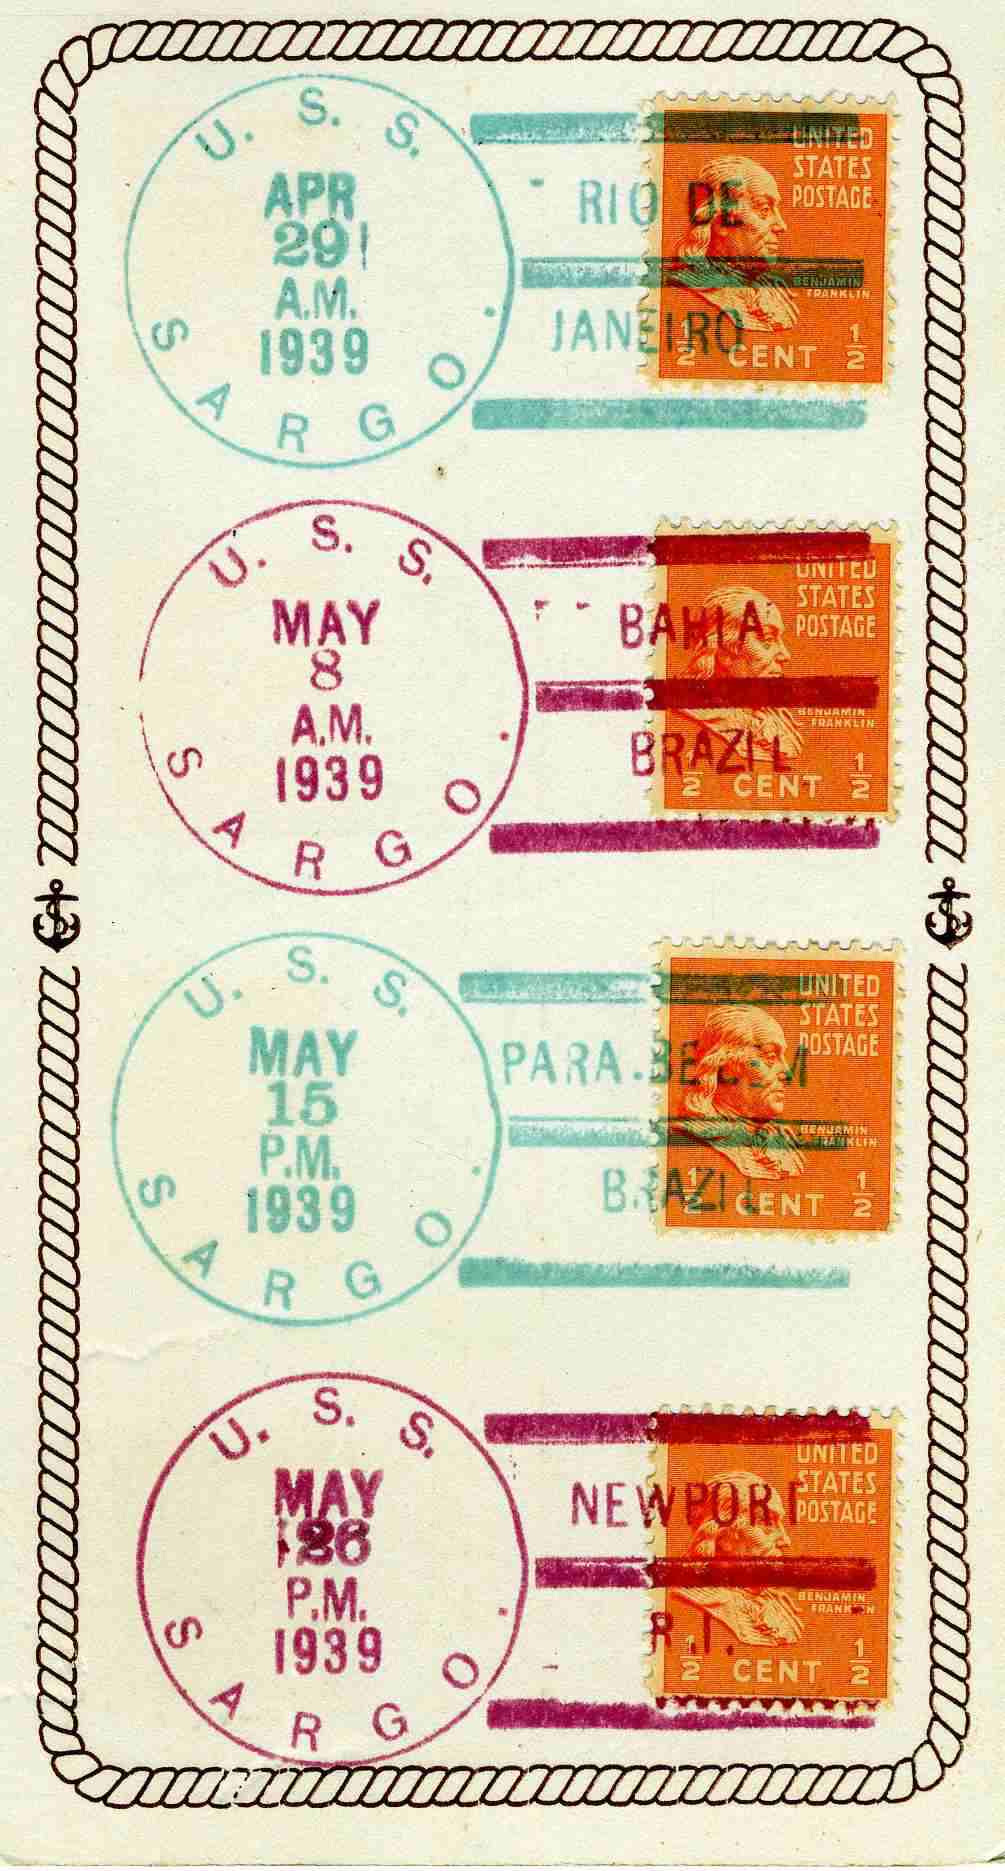 U. S. S.
APR
29
A.M.
1939
SARGO.
RIO DE
JANEIRO
UNITED
STATES
POSTAGE
BENJAMIN
FRANKLIN
1/2 CENT 1/2
U. S. S.
MAY
8
A.M.
1939
SARGO.
BAHIA
BRAZIL
UNITED
STATES
POSTAGE
BENJAMIN
FRANKLIN
1/2 CENT 1/2
U. S. S.
MAY
15
P.M.
1939
SARGO.
PARA.BELEM
BRAZIL
UNITED
STATES
POSTAGE
BENJAMIN
FRANKLIN
1/2 CENT 1/2
U. S. S.
MAY
26
P.M.
1939
SARGO.
NEWPORT
R.I.
UNITED
STATES
POSTAGE
BENJAMIN
FRANKLIN
1/2 CENT 1/2